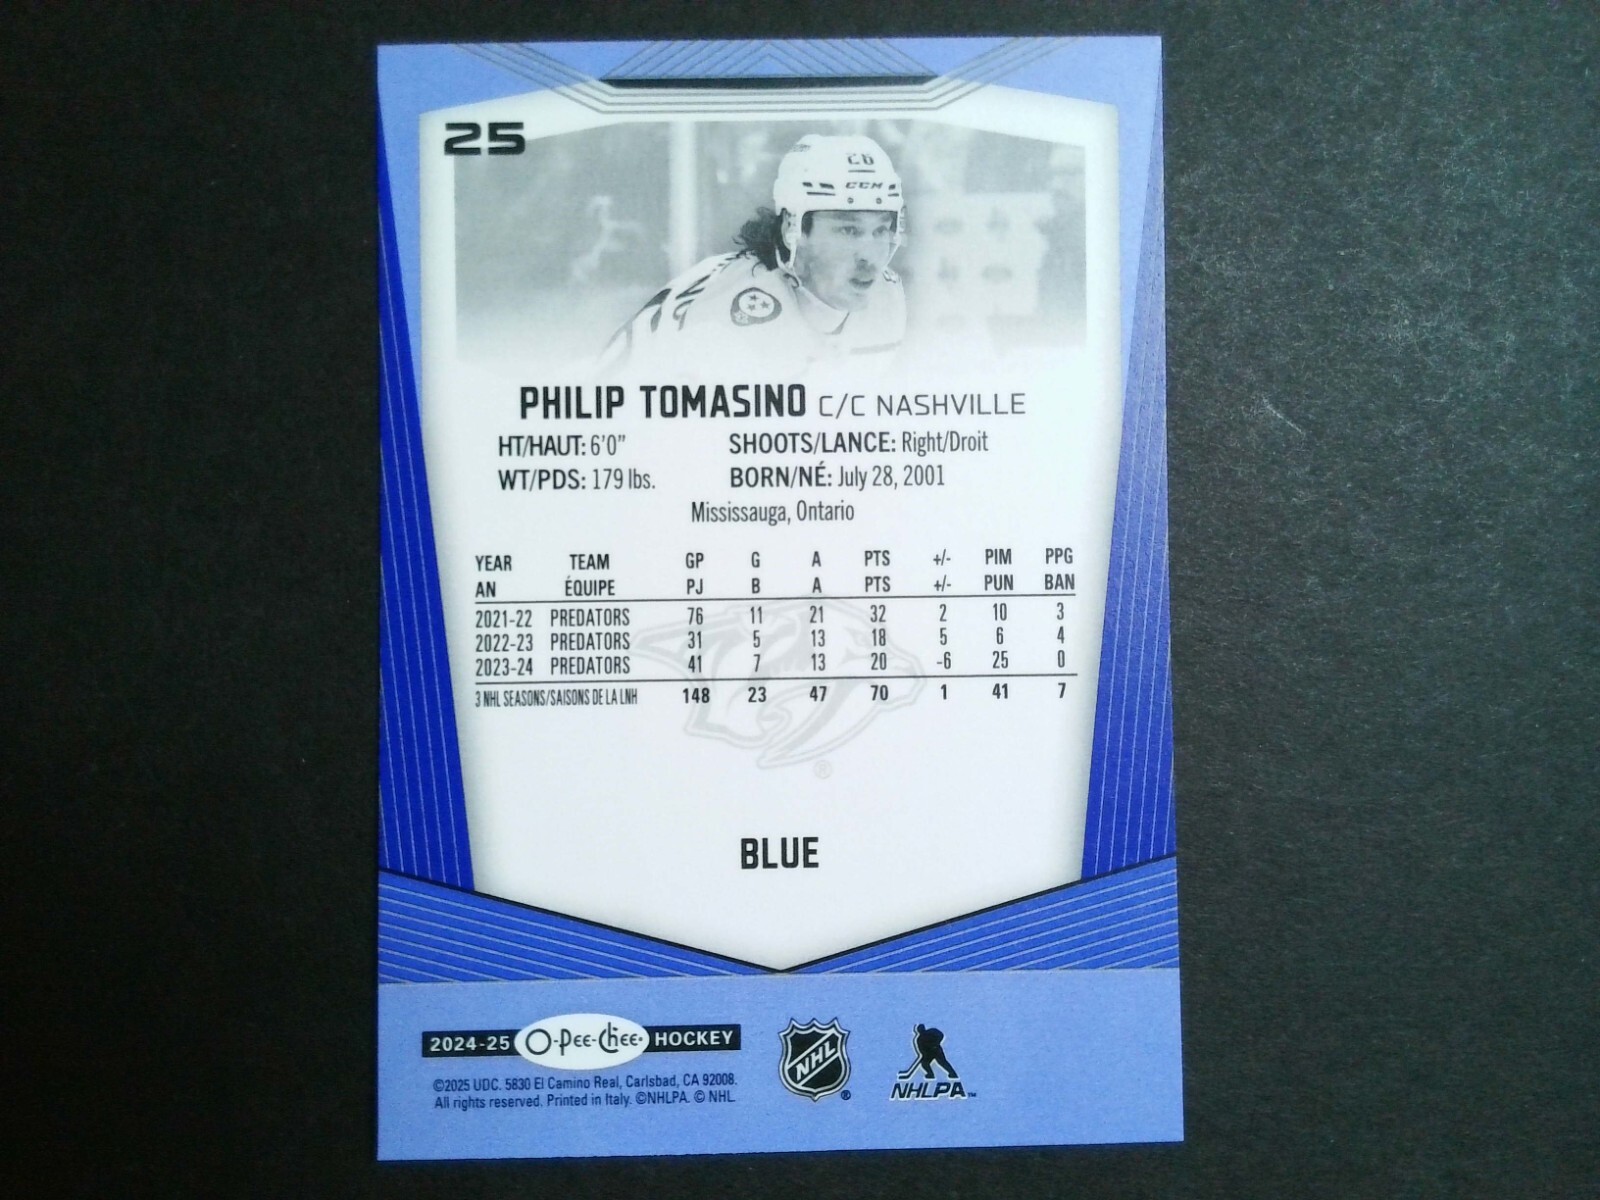 25
26
CCM
PHILIP TOMASINO C/C NASHVILLE
HT/HAUT: 6'0" SHOOTS/LANCE: Right/Droit
WT/PDS: 179 lbs. BORN/NÉ: July 28, 2001
Mississauga, Ontario
YEAR TEAM GP G A PTS +/- PIM PPG
AN ÉQUIPE PJ B A PTS +/- PUN BAN
2021-22 PREDATORS 76 11 21 32 2 10 3
2022-23 PREDATORS 31 5 13 18 5 6 4
2023-24 PREDATORS 41 7 13 20 -6 25 0
3 NHL SEASONS/SAISONS DE LA LNH 148 23 47 70 1 41 7
®
BLUE
2024-25 O-Pee-Chee HOCKEY
NHL ®
NHLPA™
©2025 UDC. 5830 El Camino Real, Carlsbad, CA 92008.
All rights reserved. Printed in Italy. ©NHLPA. © NHL.